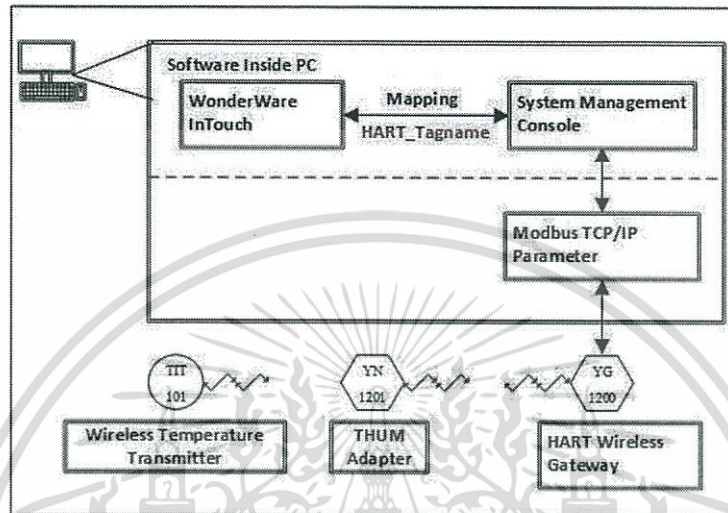 Software Inside PC
WonderWare
InTouch
Mapping
HART_Tagname
System Management
Console
Modbus TCP/IP
Parameter
TIT
101
YN
1201
YG
1200
Wireless Temperature
Transmitter
THUM
Adapter
HART Wireless
Gateway